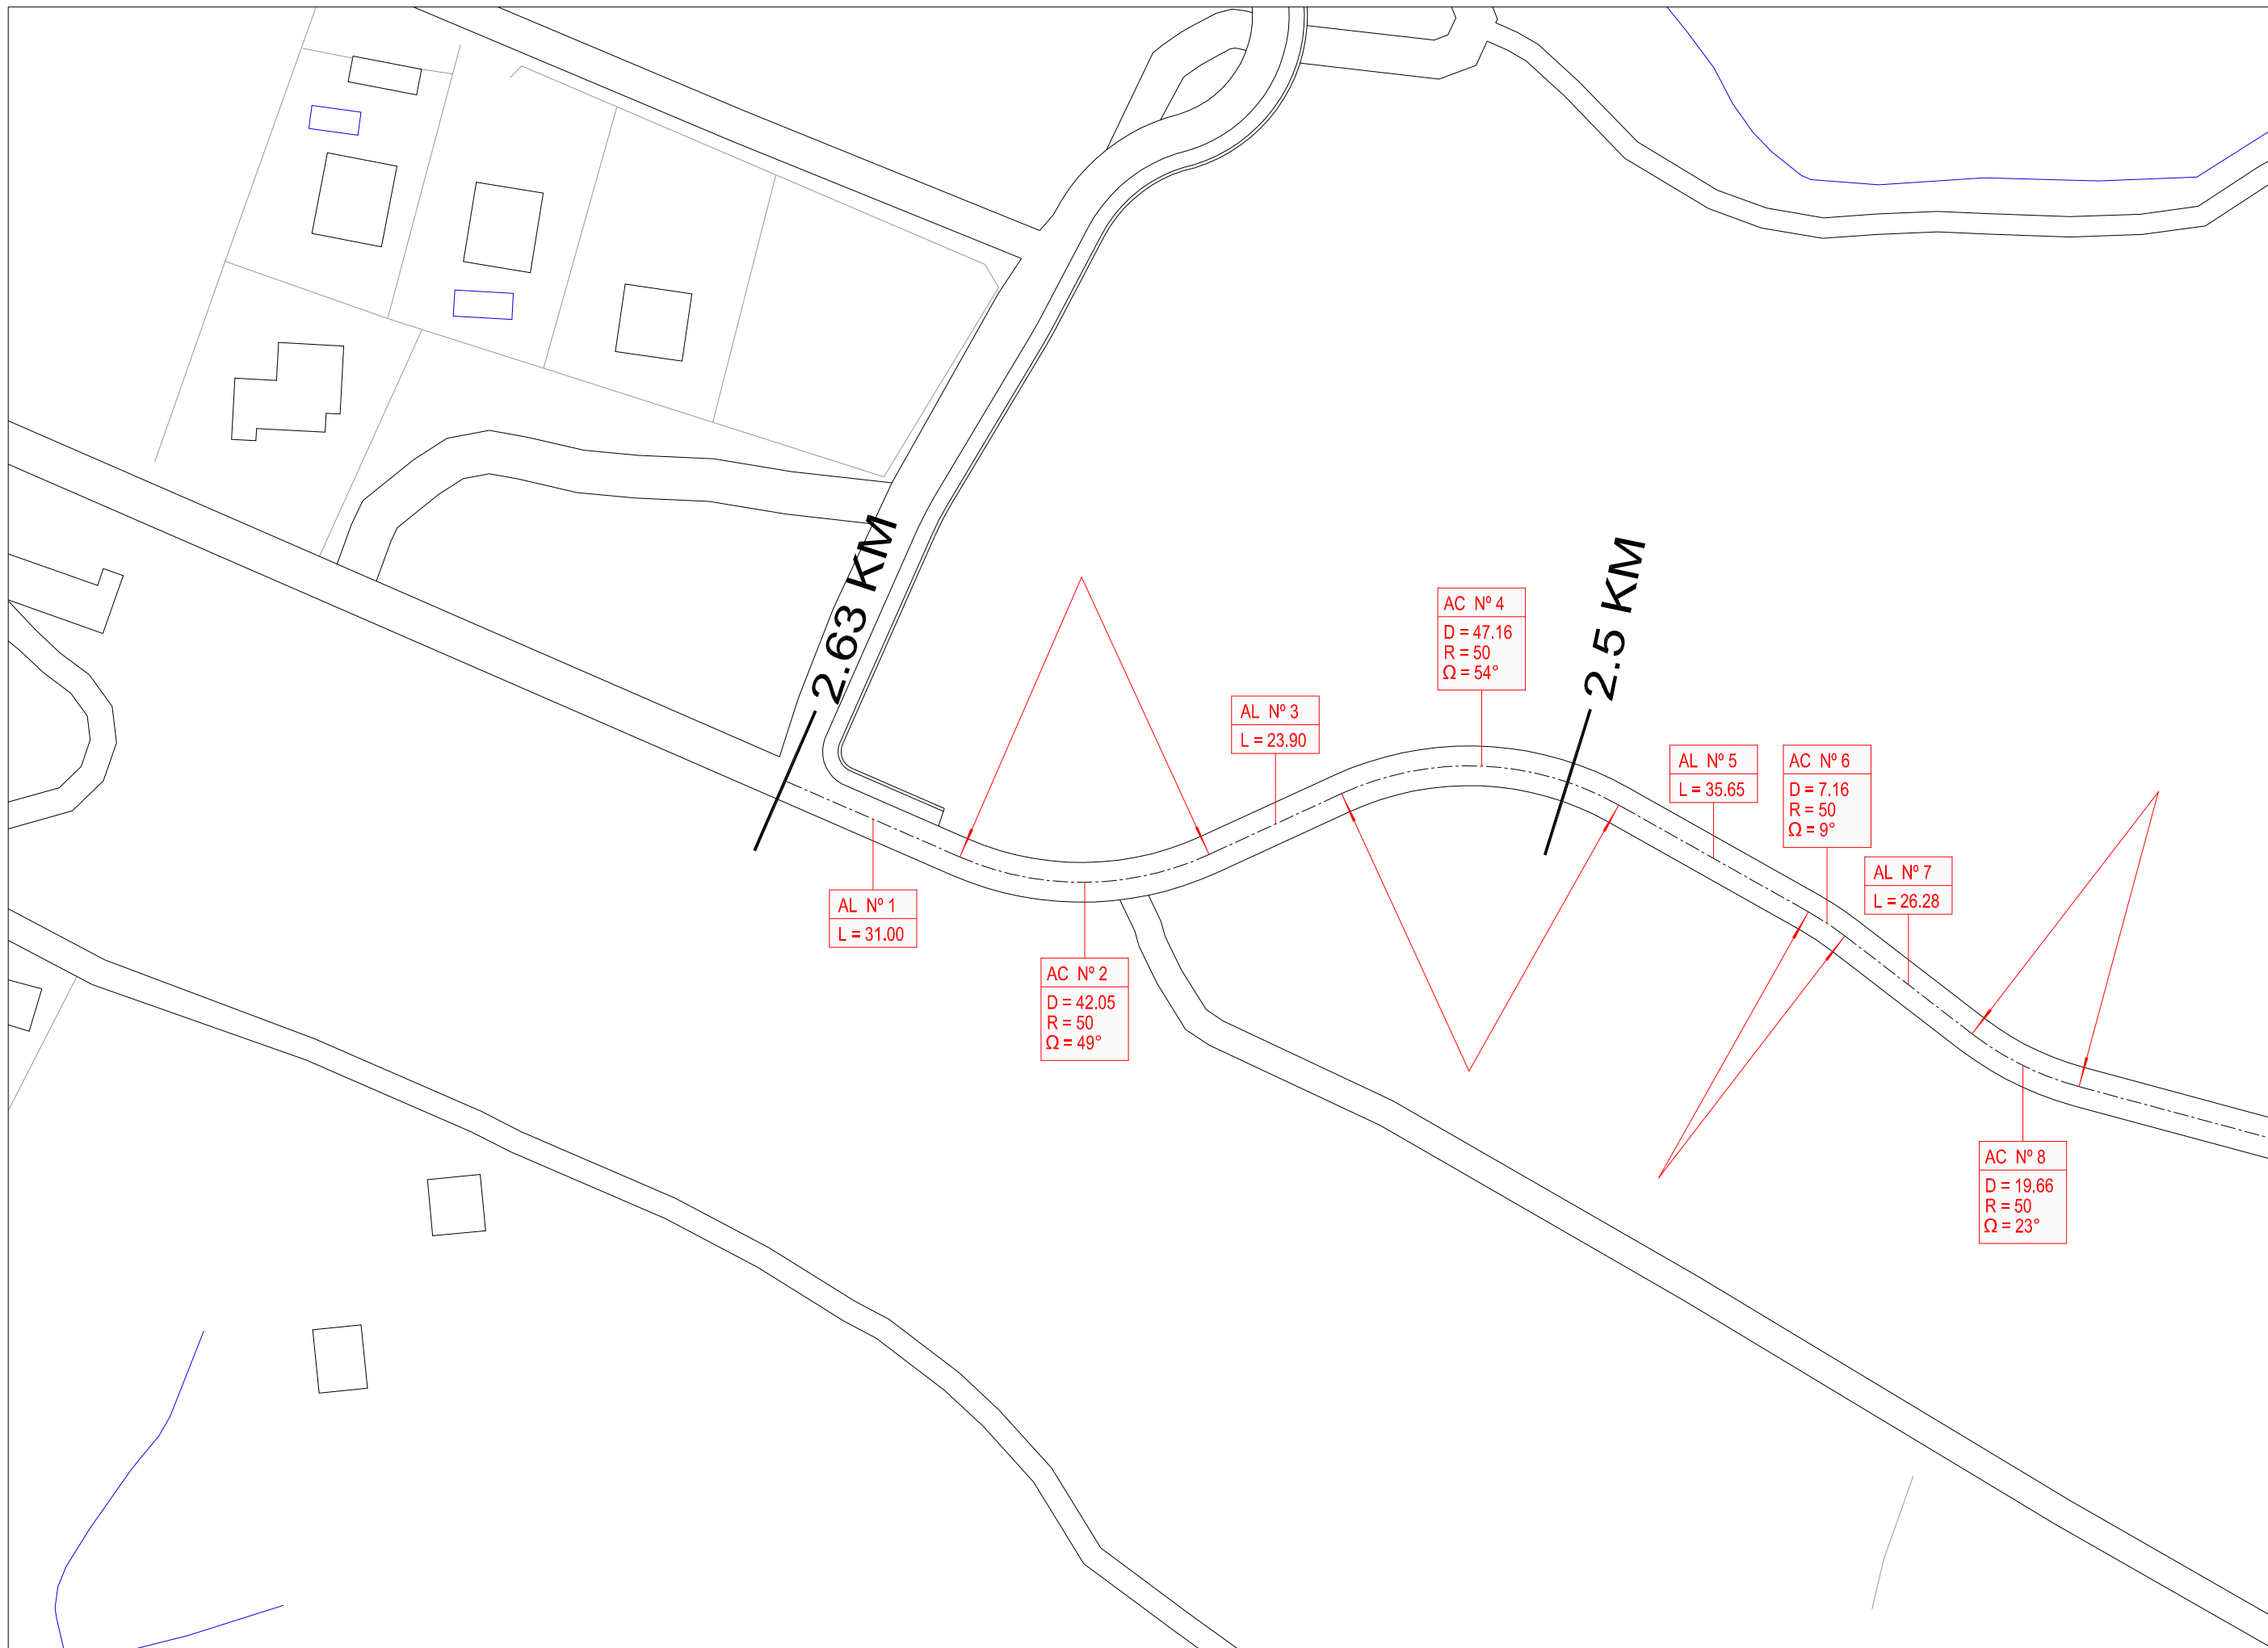 2.63 KM
2.5 KM
AC Nº 4
D = 47.16
R = 50
Ω = 54°
AL Nº 3
L = 23.90
AL Nº 5
L = 35.65
AC Nº 6
D = 7.16
R = 50
Ω = 9°
AL Nº 7
L = 26.28
AL Nº 1
L = 31.00
AC Nº 2
D = 42.05
R = 50
Ω = 49°
AC Nº 8
D = 19.66
R = 50
Ω = 23°